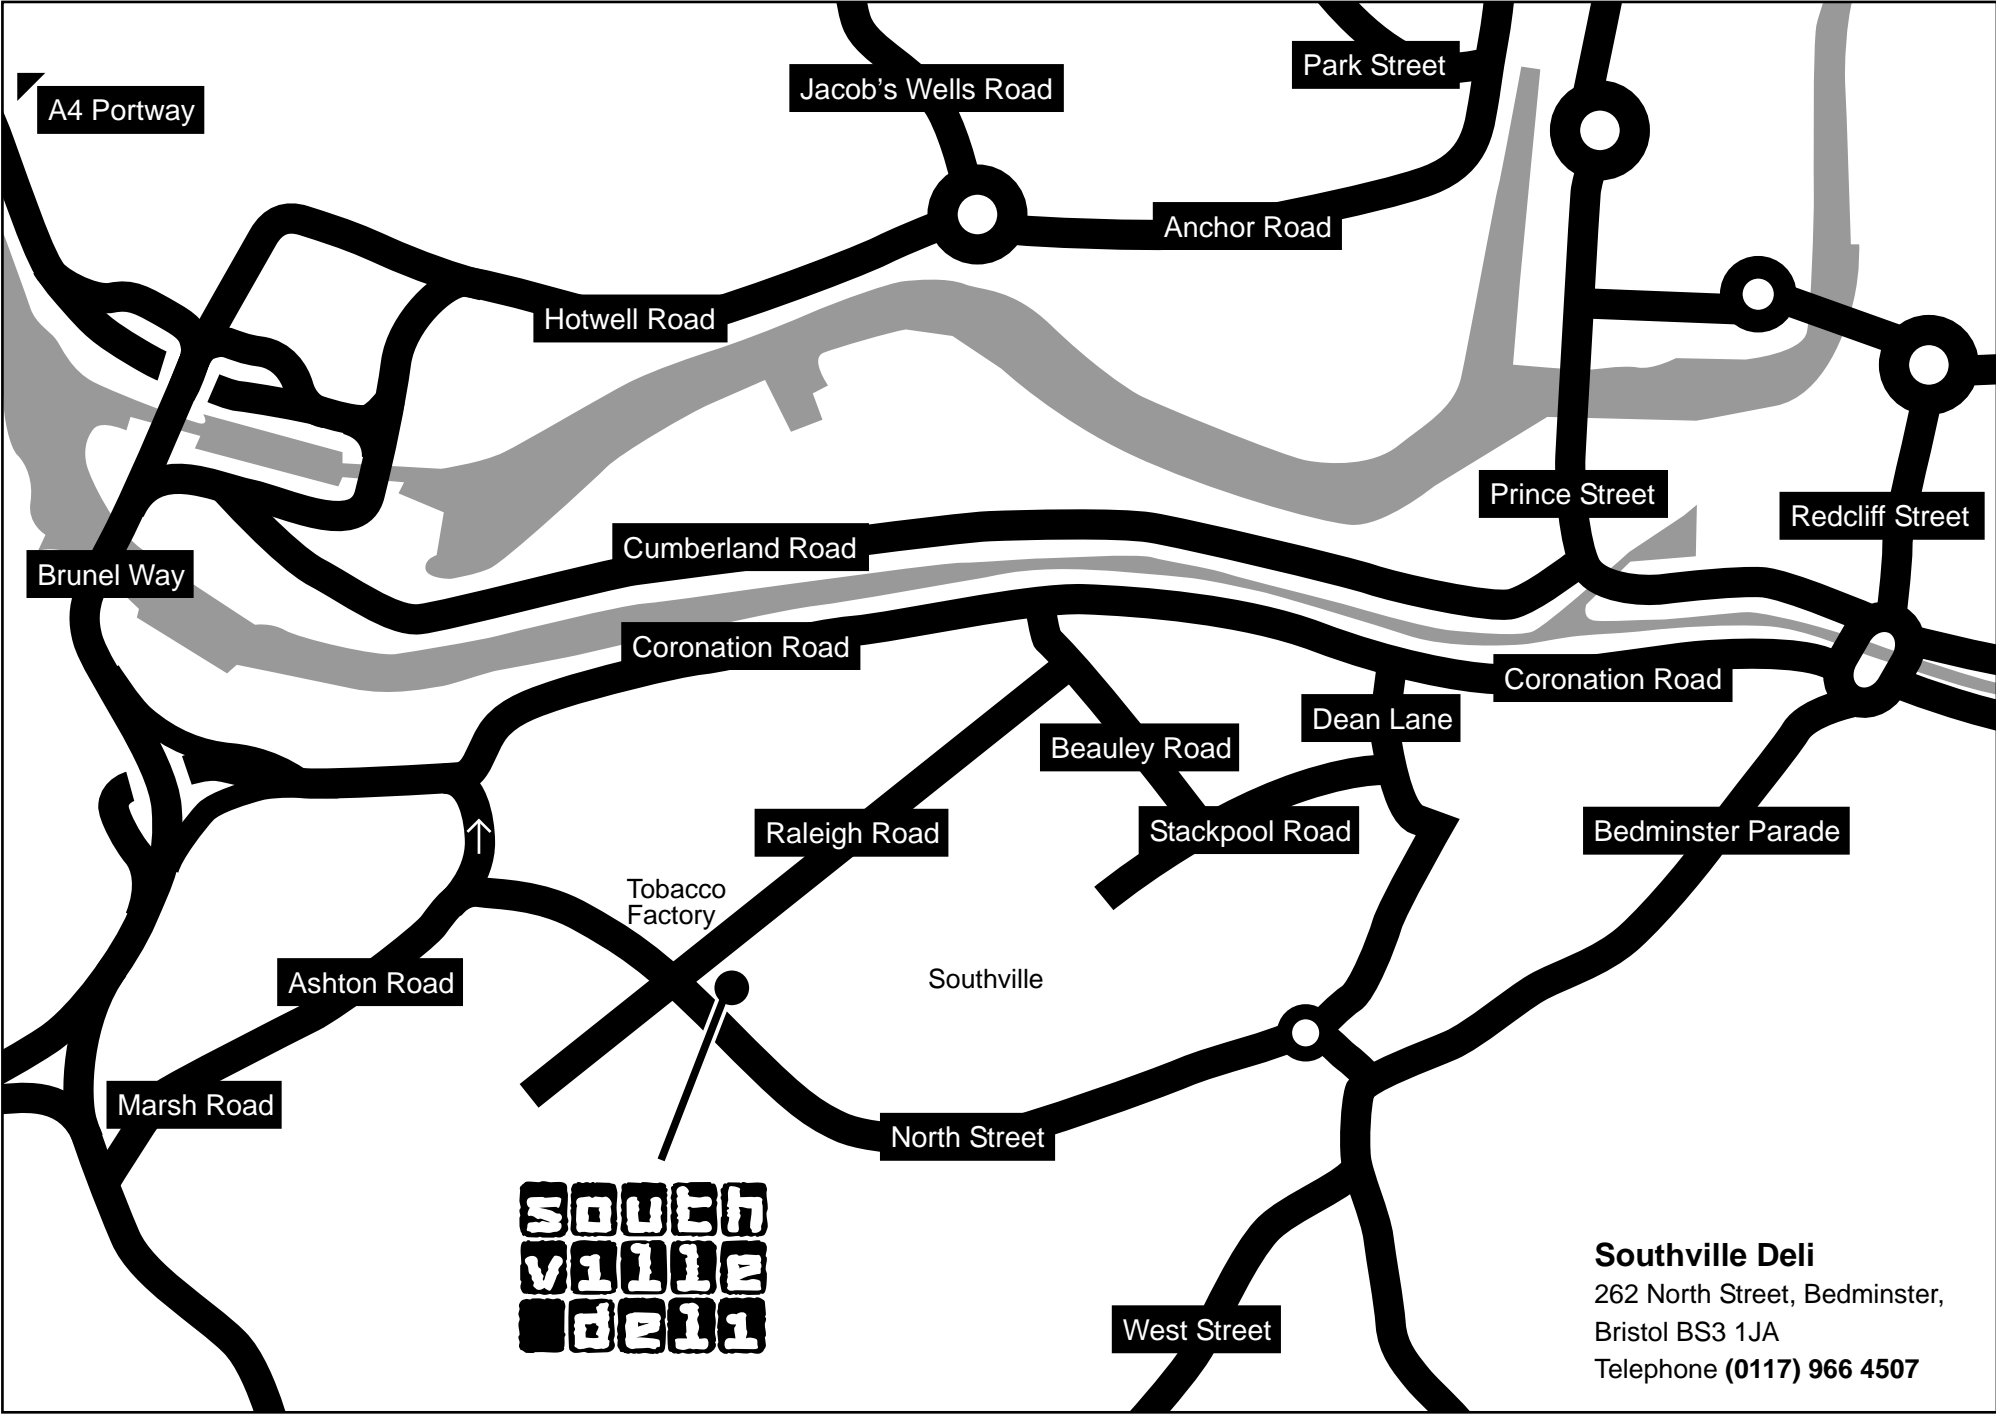 Park Street
Jacob's Wells Road
A4 Portway
Anchor Road
Hotwell Road
Prince Street
Redcliff Street
Cumberland Road
Brunel Way
Coronation Road
Coronation Road
Dean Lane
Beauley Road
Raleigh Road
Stackpool Road
Bedminster Parade
Tobacco
Factory
Ashton Road
Southville
Marsh Road
North Street
south
ville
deli
West Street
Southville Deli
262 North Street, Bedminster,
Bristol BS3 1JA
Telephone (0117) 966 4507